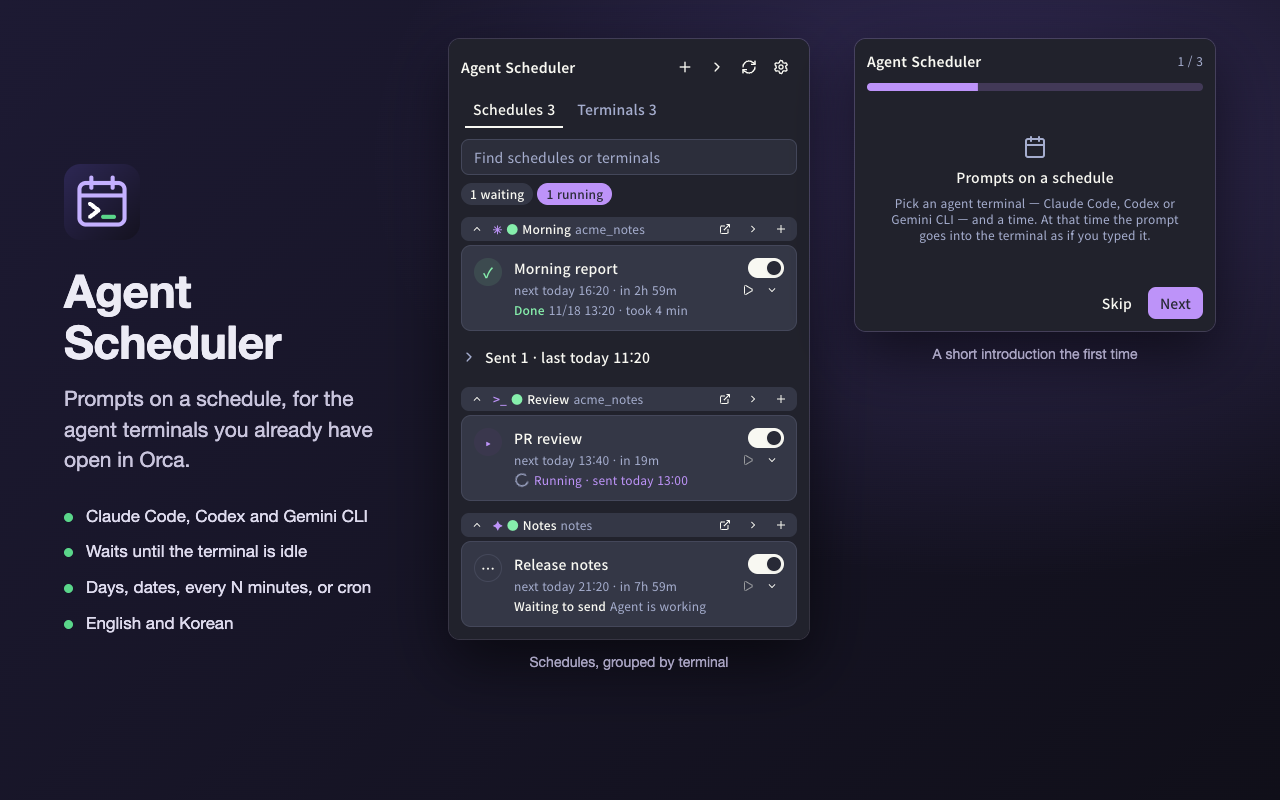 Agent
Scheduler
Prompts on a schedule, for the
agent terminals you already have
open in Orca.
Claude Code, Codex and Gemini CLI
Waits until the terminal is idle
Days, dates, every N minutes, or cron
English and Korean
Agent Scheduler
Schedules 3 Terminals 3
Find schedules or terminals
1 waiting 1 running
Morning acme_notes
Morning report
next today 16:20 · in 2h 59m
Done 11/18 13:20 · took 4 min
Sent 1 · last today 11:20
>_ Review acme_notes
PR review
next today 13:40 · in 19m
Running · sent today 13:00
Notes notes
Release notes
next today 21:20 · in 7h 59m
Waiting to send Agent is working
Schedules, grouped by terminal
Agent Scheduler 1 / 3
Prompts on a schedule
Pick an agent terminal — Claude Code, Codex or
Gemini CLI — and a time. At that time the prompt
goes into the terminal as if you typed it.
Skip Next
A short introduction the first time